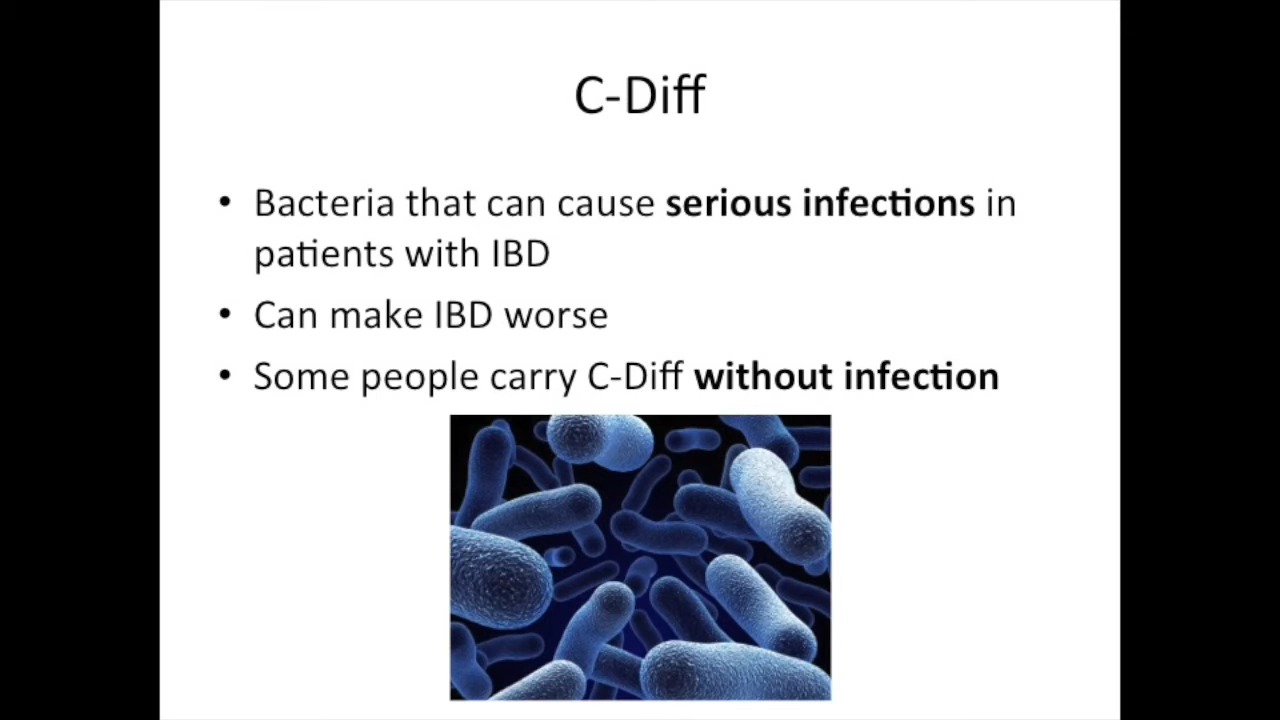 C-Diff
• Bacteria that can cause serious infections in
patients with IBD
• Can make IBD worse
• Some people carry C-Diff without infection